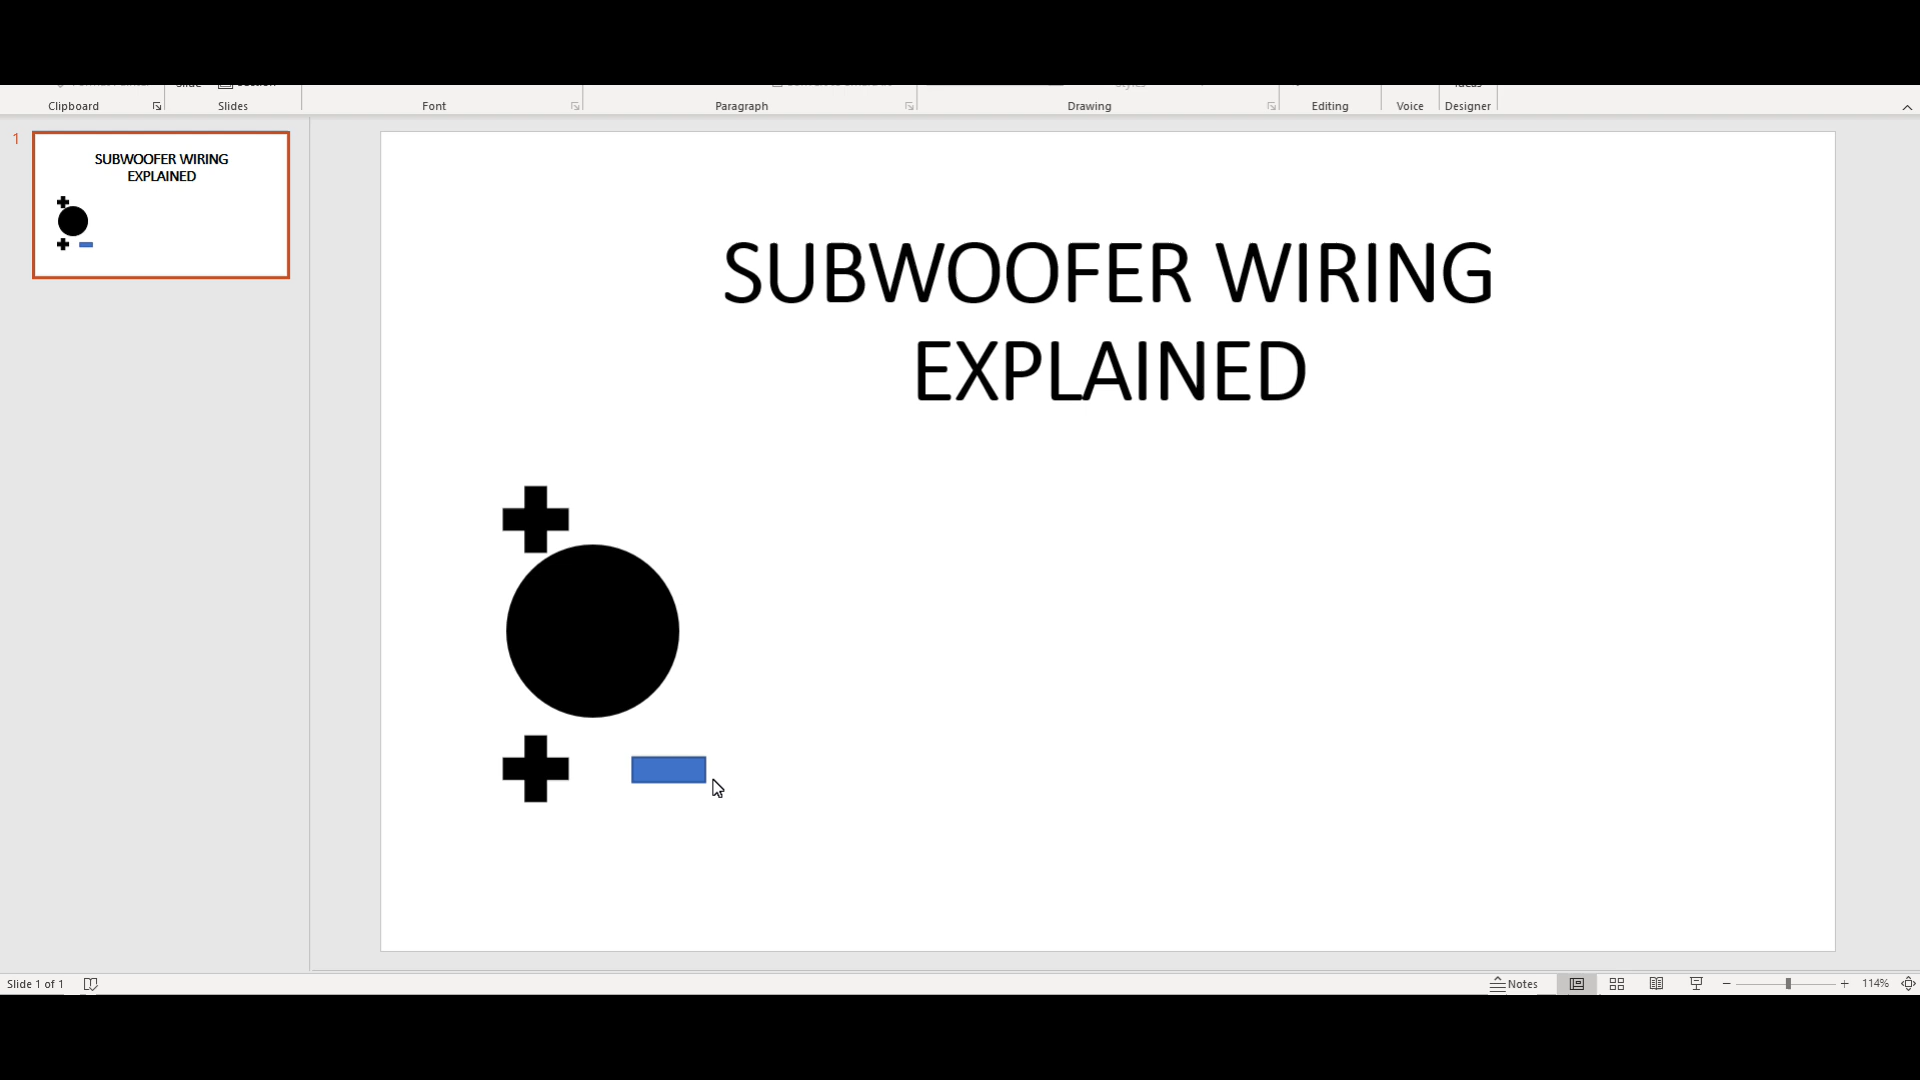 Clipboard
Slides
Font
Paragraph
Drawing
Editing
Voice
Designer
1
SUBWOOFER WIRING
EXPLAINED
SUBWOOFER WIRING
EXPLAINED
Slide 1 of 1
Notes
114%